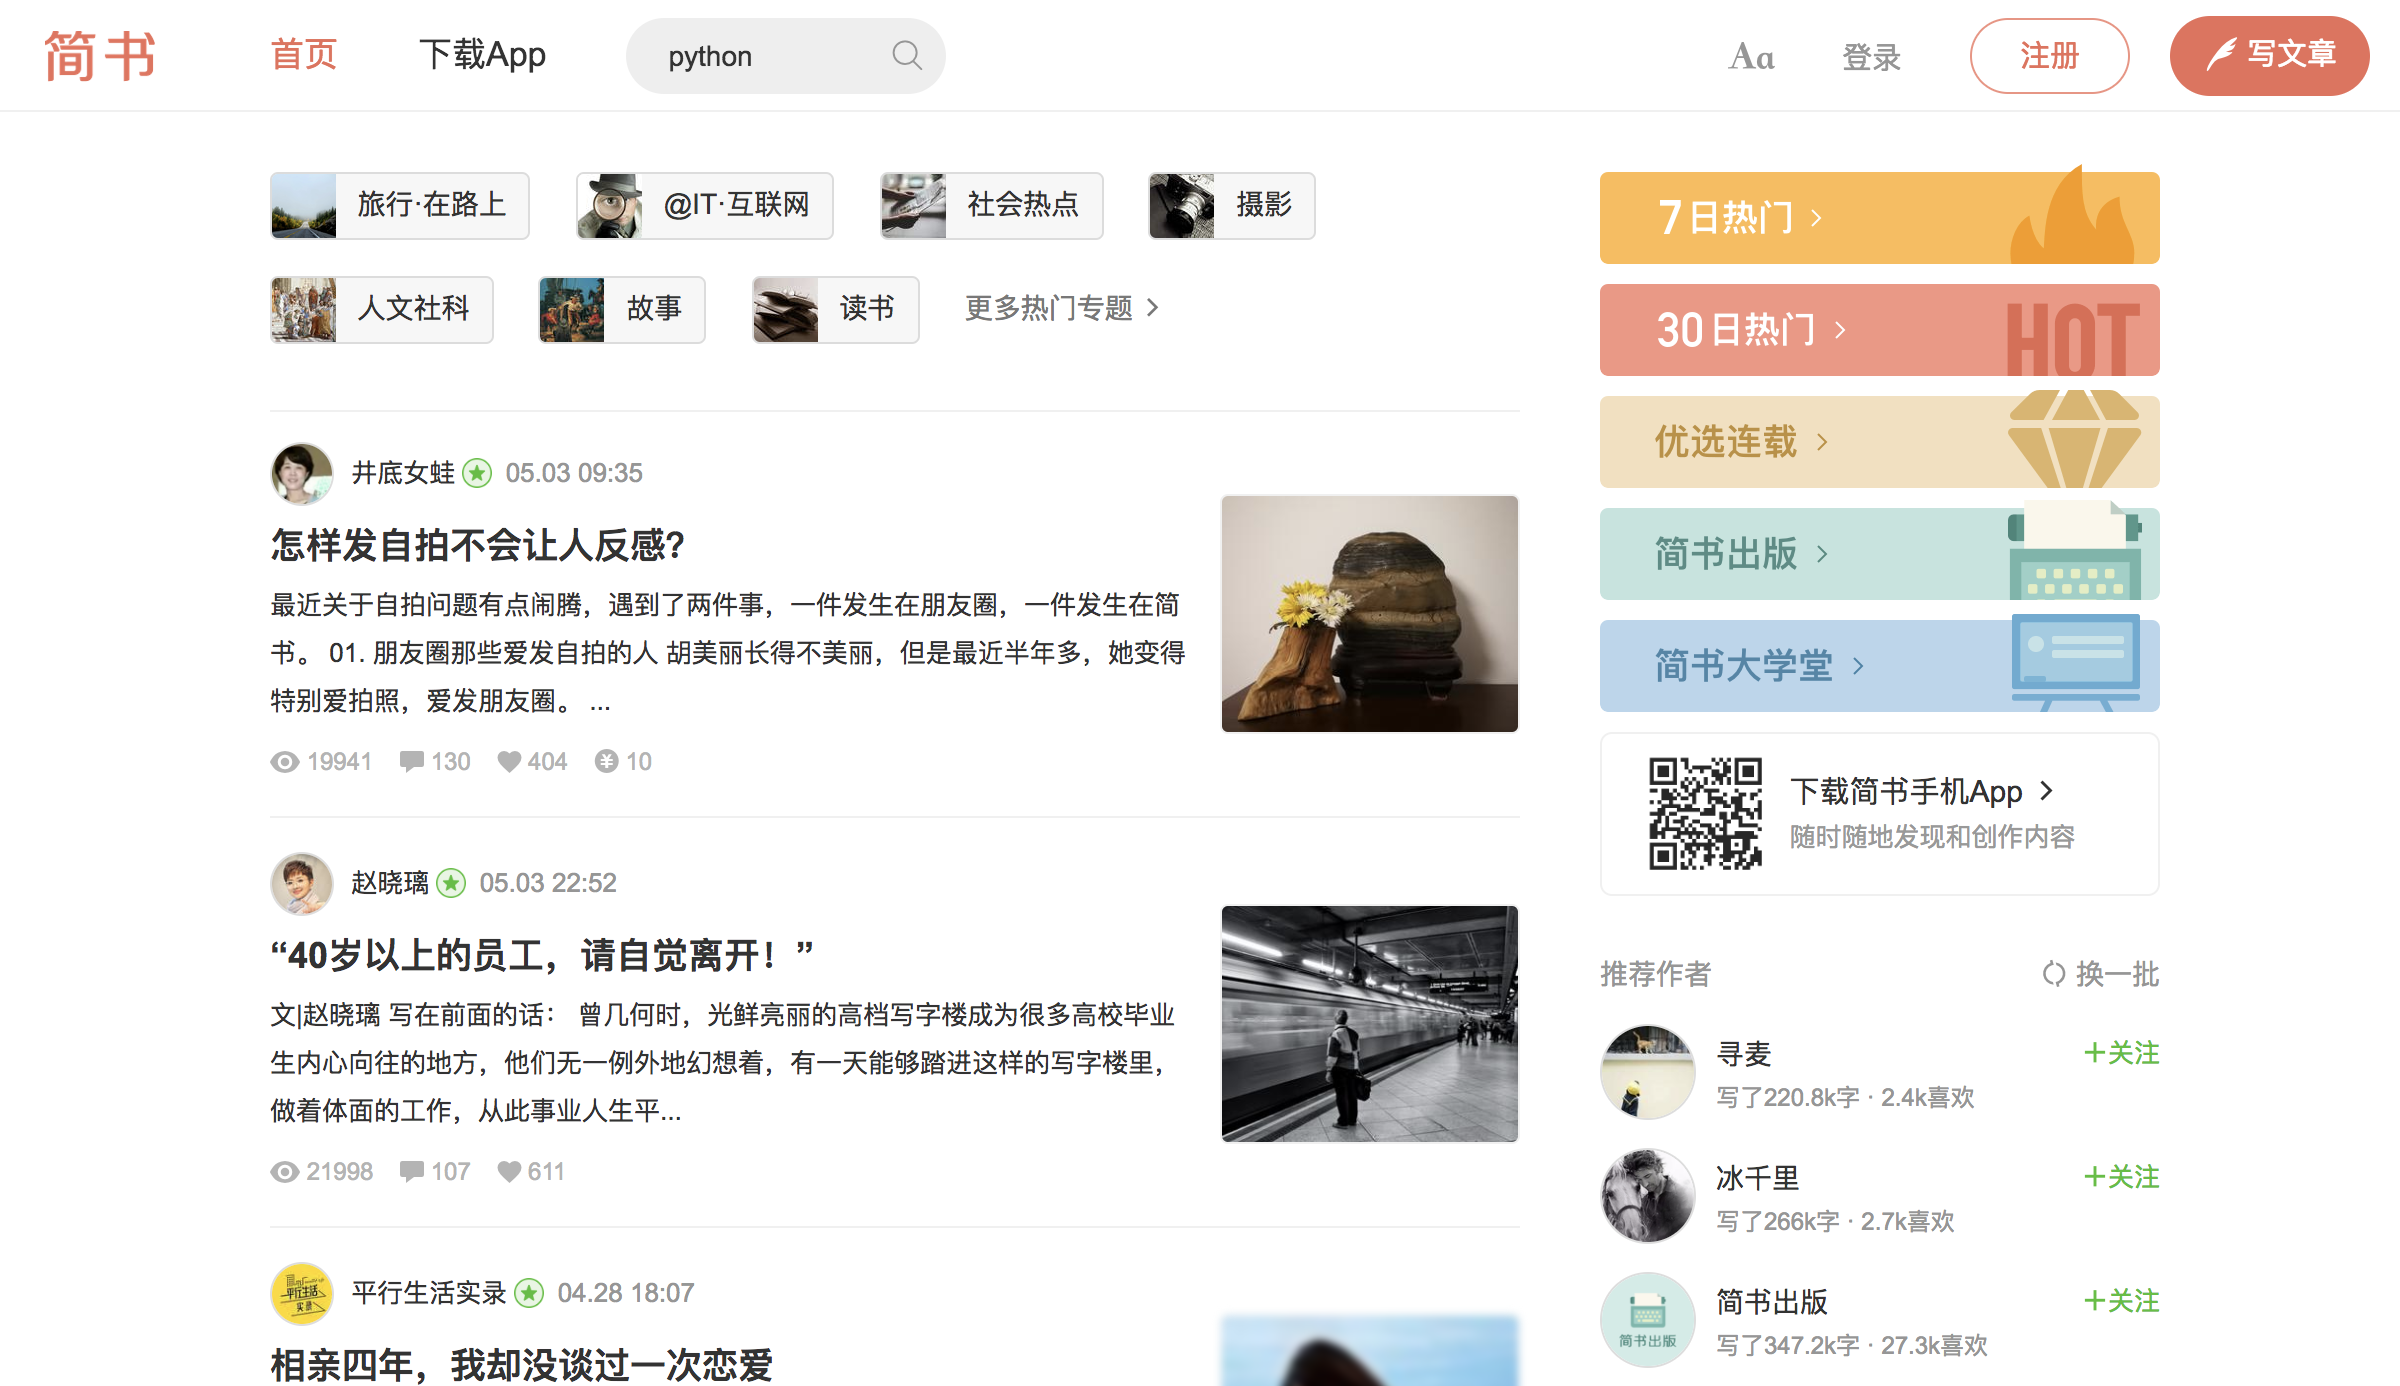 简书
首页
下载App
python
Aa
登录
注册
写文章
旅行·在路上
@IT·互联网
社会热点
摄影
人文社科
故事
读书
更多热门专题
井底女蛙
05.03 09:35
怎样发自拍不会让人反感?
最近关于自拍问题有点闹腾，遇到了两件事，一件发生在朋友圈，一件发生在简
书。 01. 朋友圈那些爱发自拍的人 胡美丽长得不美丽，但是最近半年多，她变得
特别爱拍照，爱发朋友圈。 ...
19941
130
404
10
赵晓璃
05.03 22:52
“40岁以上的员工，请自觉离开！”
文|赵晓璃 写在前面的话： 曾几何时，光鲜亮丽的高档写字楼成为很多高校毕业
生内心向往的地方，他们无一例外地幻想着，有一天能够踏进这样的写字楼里，
做着体面的工作，从此事业人生平...
21998
107
611
平行生活
实录
平行生活实录
04.28 18:07
相亲四年，我却没谈过一次恋爱
7日热门
30日热门
HOT
优选连载
简书出版
简书大学堂
下载简书手机App
随时随地发现和创作内容
推荐作者
换一批
寻麦
+关注
写了220.8k字 · 2.4k喜欢
冰千里
+关注
写了266k字 · 2.7k喜欢
简书出版
简书出版
+关注
写了347.2k字 · 27.3k喜欢